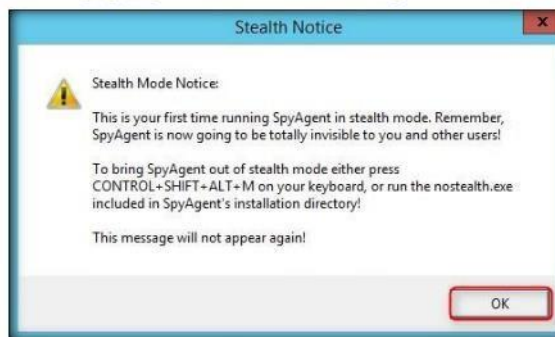 Stealth Notice
x
Stealth Mode Notice:
This is your first time running SpyAgent in stealth mode. Remember,
SpyAgent is now going to be totally invisible to you and other users!
To bring SpyAgent out of stealth mode either press
CONTROL+SHIFT+ALT+M on your keyboard, or run the nostealth.exe
included in SpyAgent's installation directory!
This message will not appear again!
OK